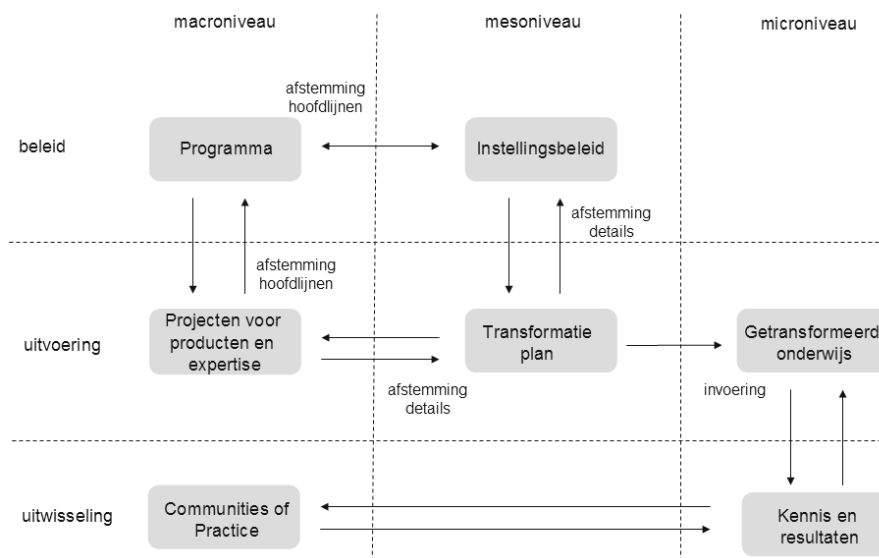 macroniveau
mesoniveau
microniveau
afstemming
hoofdlijnen
beleid
Programma
Instellingsbeleid
afstemming
details
afstemming
hoofdlijnen
uitvoering
Projecten voor
producten en
expertise
Transformatie
plan
Getransformeerd
onderwijs
afstemming
details
invoering
uitwisseling
Communities of
Practice
Kennis en
resultaten